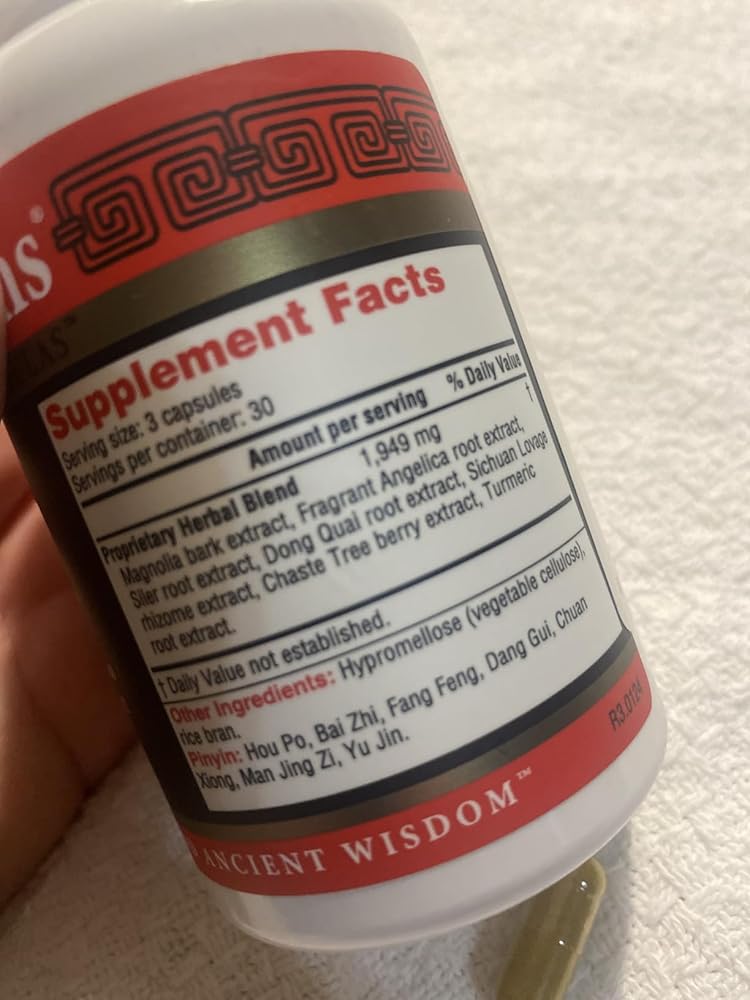 ns®
LAS™
Supplement Facts
Serving size: 3 capsules
Servings per container: 30
Amount per serving % Daily Value
Proprietary Herbal Blend 1,949 mg †
Magnolia bark extract, Fragrant Angelica root extract,
Siler root extract, Dong Quai root extract, Sichuan Lovage
rhizome extract, Chaste Tree berry extract, Turmeric
root extract.
† Daily Value not established.
Other Ingredients: Hypromellose (vegetable cellulose),
rice bran.
Pinyin: Hou Po, Bai Zhi, Fang Feng, Dang Gui, Chuan
Xiong, Man Jing Zi, Yu Jin.
R3.0124
ANCIENT WISDOM™